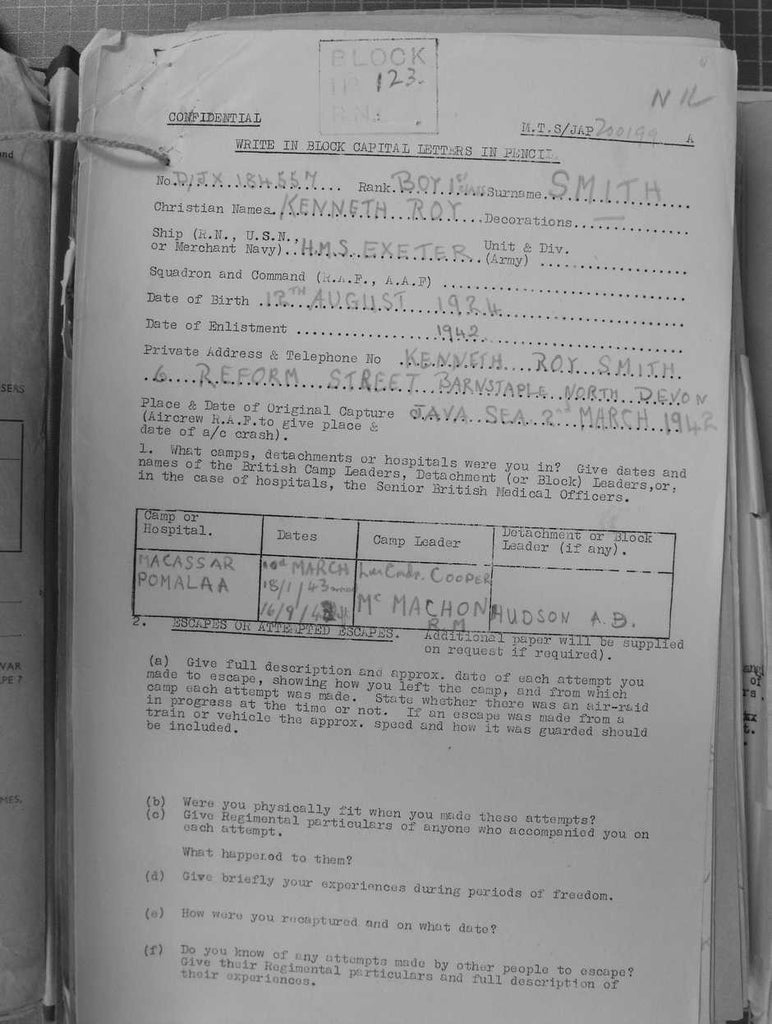 BLOCK
123.
NIL
CONFIDENTIAL
M.T.S/JAP 200199 A
WRITE IN BLOCK CAPITAL LETTERS IN PENCIL.
No. D/JX 184557 Rank. BOY 1st CLASS Surname. SMITH
Christian Names. KENNETH ROY Decorations. —
Ship (R.N., U.S.N.
or Merchant Navy).. H.M.S. EXETER Unit & Div.
(Army)
Squadron and Command (R.A.F., A.A.F)
Date of Birth 12TH AUGUST 1924
Date of Enlistment 1942
Private Address & Telephone No KENNETH ROY SMITH
6 REFORM STREET BARNSTAPLE NORTH DEVON
Place & Date of Original Capture JAVA SEA 2nd MARCH 1942
(Aircrew R.A.F. to give place &
date of a/c crash).
1. What camps, detachments or hospitals were you in? Give dates and
names of the British Camp Leaders, Detachment (or Block) Leaders, or,
in the case of hospitals, the Senior British Medical Officers.
Camp or
Hospital. Dates Camp Leader Detachment or Block
Leader (if any).
MACASSAR MARCH Lieu Cmdr. COOPER
POMALAA 18/1/43
16/9/43 Mc MACHON HUDSON A.B.
R.M.
2. ESCAPES OR ATTEMPTED ESCAPES. Additional paper will be supplied
on request if required).
(a) Give full description and approx. date of each attempt you
made to escape, showing how you left the camp, and from which
camp each attempt was made. State whether there was an air-raid
in progress at the time or not. If an escape was made from a
train or vehicle the approx. speed and how it was guarded should
be included.
(b) Were you physically fit when you made these attempts?
(c) Give Regimental particulars of anyone who accompanied you on
each attempt.
What happened to them?
(d) Give briefly your experiences during periods of freedom.
(e) How were you recaptured and on what date?
(f) Do you know of any attempts made by other people to escape?
Give their Regimental particulars and full description of
their experiences.